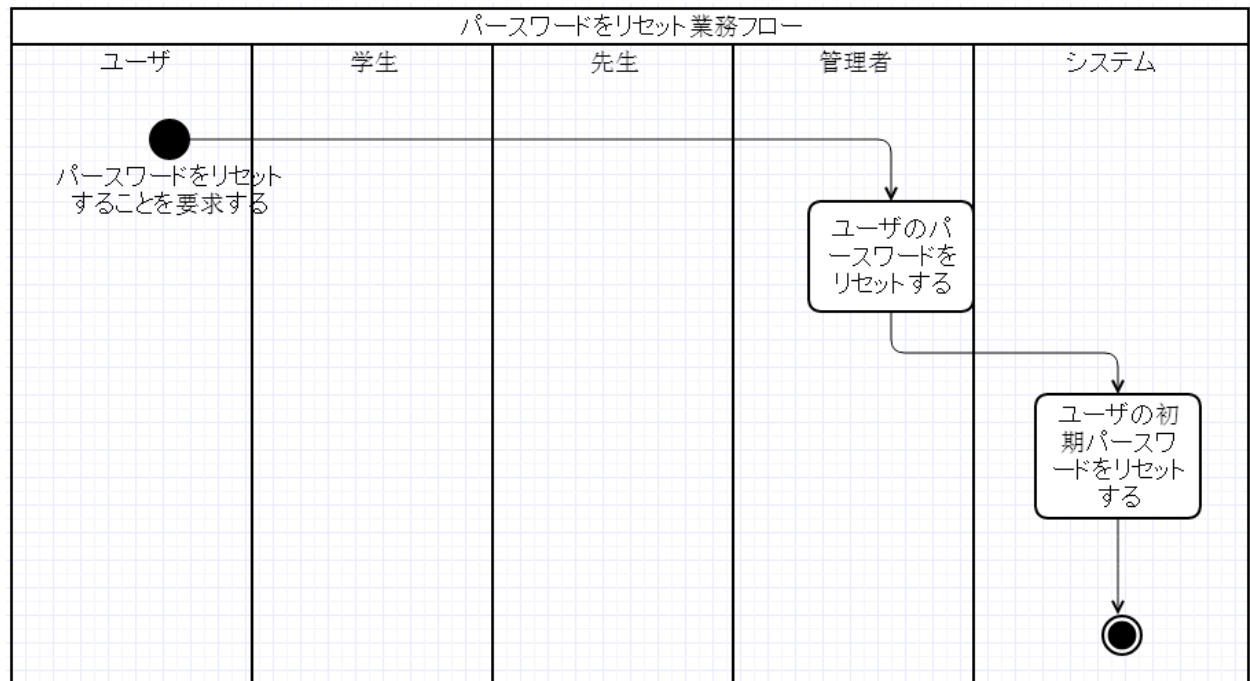 パースワードをリセット業務フロー
ユーザ
学生
先生
管理者
システム
パースワードをリセット
することを要求する
ユーザのパ
ースワードを
リセットする
ユーザの初
期パースワ
ードをリセット
する